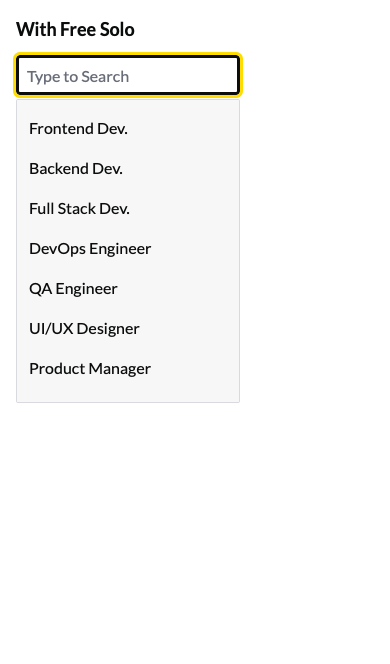 With Free Solo
Type to Search
Frontend Dev.
Backend Dev.
Full Stack Dev.
DevOps Engineer
QA Engineer
UI/UX Designer
Product Manager